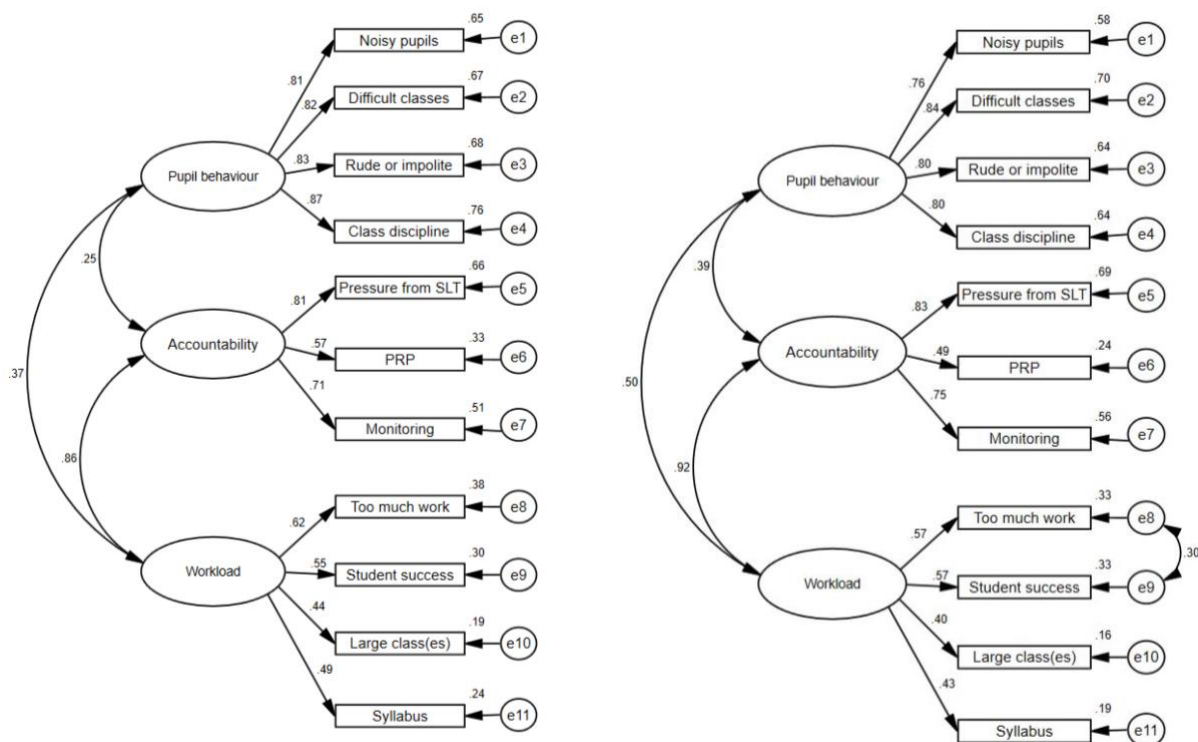 .65
Noisy pupils
e1
.81
.67
Difficult classes
e2
.82
.68
Rude or impolite
e3
.83
Pupil behaviour
.87
.76
Class discipline
e4
.25
.66
Pressure from SLT
e5
.81
Accountability
.57
.33
PRP
e6
.71
.51
Monitoring
e7
.37
.86
.38
Too much work
e8
.62
Workload
.55
.30
Student success
e9
.44
.19
Large class(es)
e10
.49
.24
Syllabus
e11
.58
Noisy pupils
e1
.76
.70
Difficult classes
e2
.84
.64
Rude or impolite
e3
.80
Pupil behaviour
.80
.64
Class discipline
e4
.39
.69
Pressure from SLT
e5
.83
Accountability
.49
.24
PRP
e6
.75
.56
Monitoring
e7
.50
.92
.33
Too much work
e8
.57
.30
Workload
.57
.33
Student success
e9
.40
.16
Large class(es)
e10
.43
.19
Syllabus
e11